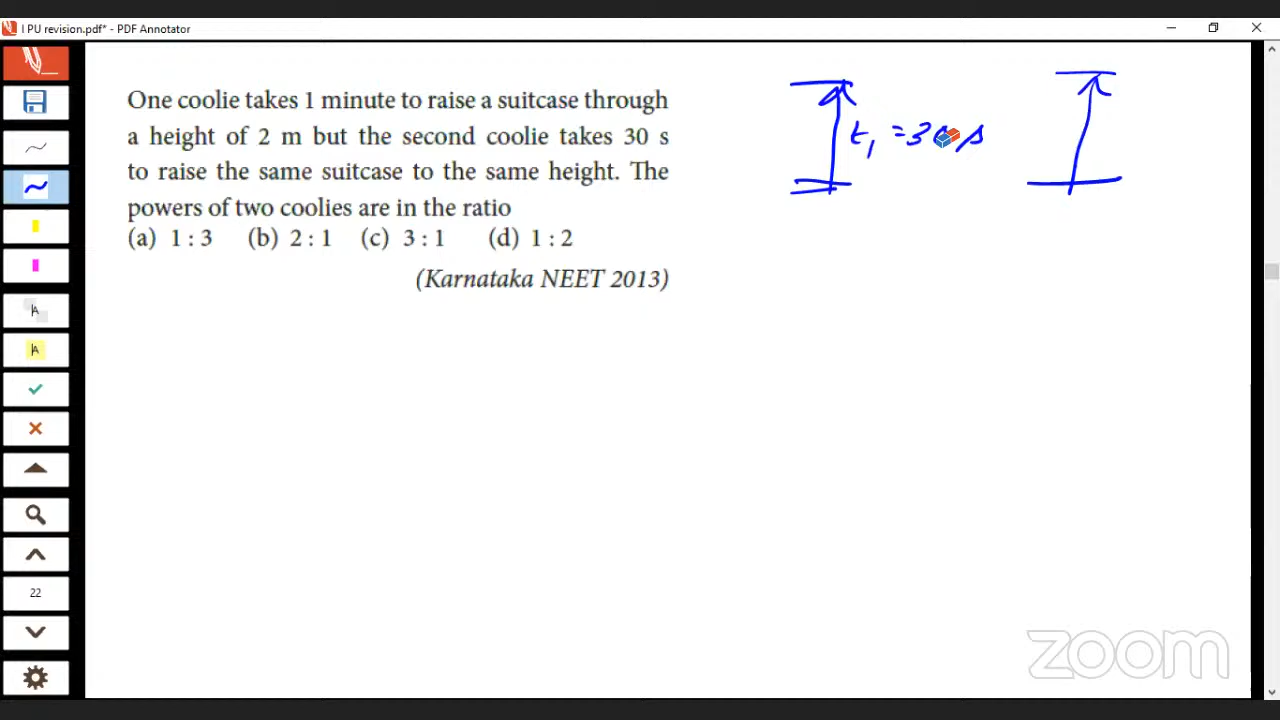 I PU revision.pdf* - PDF Annotator
One coolie takes 1 minute to raise a suitcase through
a height of 2 m but the second coolie takes 30 s
to raise the same suitcase to the same height. The
powers of two coolies are in the ratio
(a) 1 : 3 (b) 2 : 1 (c) 3 : 1 (d) 1 : 2
(Karnataka NEET 2013)
t₁ = 30 s
A
A
22
zoom